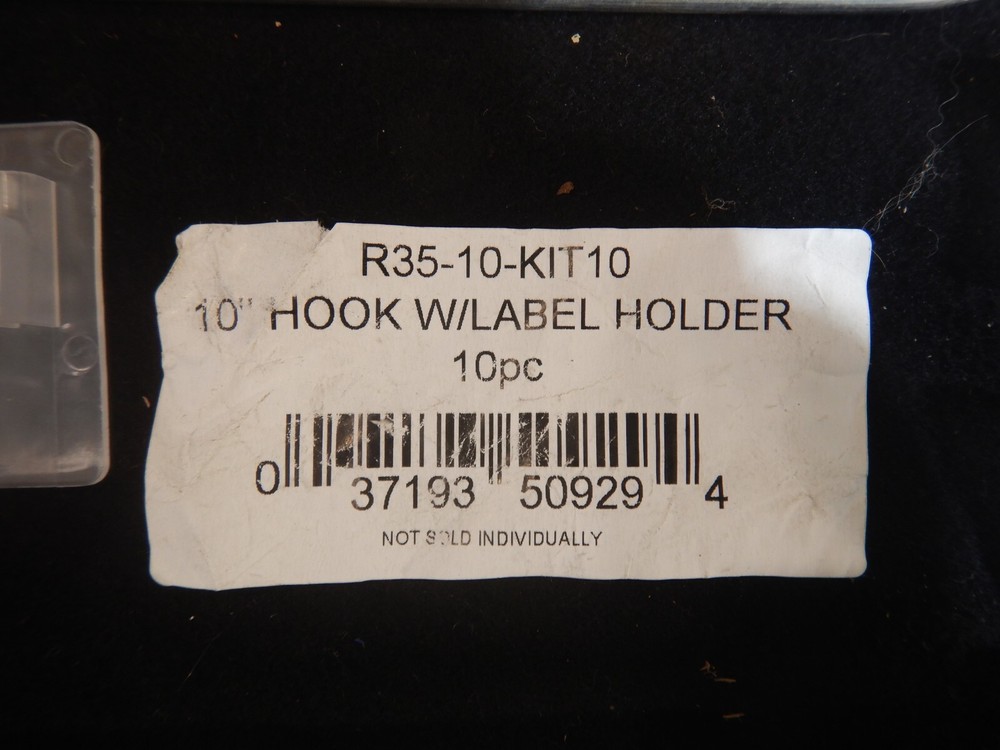 R35-10-KIT10
10" HOOK W/LABEL HOLDER
10pc
0 37193 50929 4
NOT SOLD INDIVIDUALLY